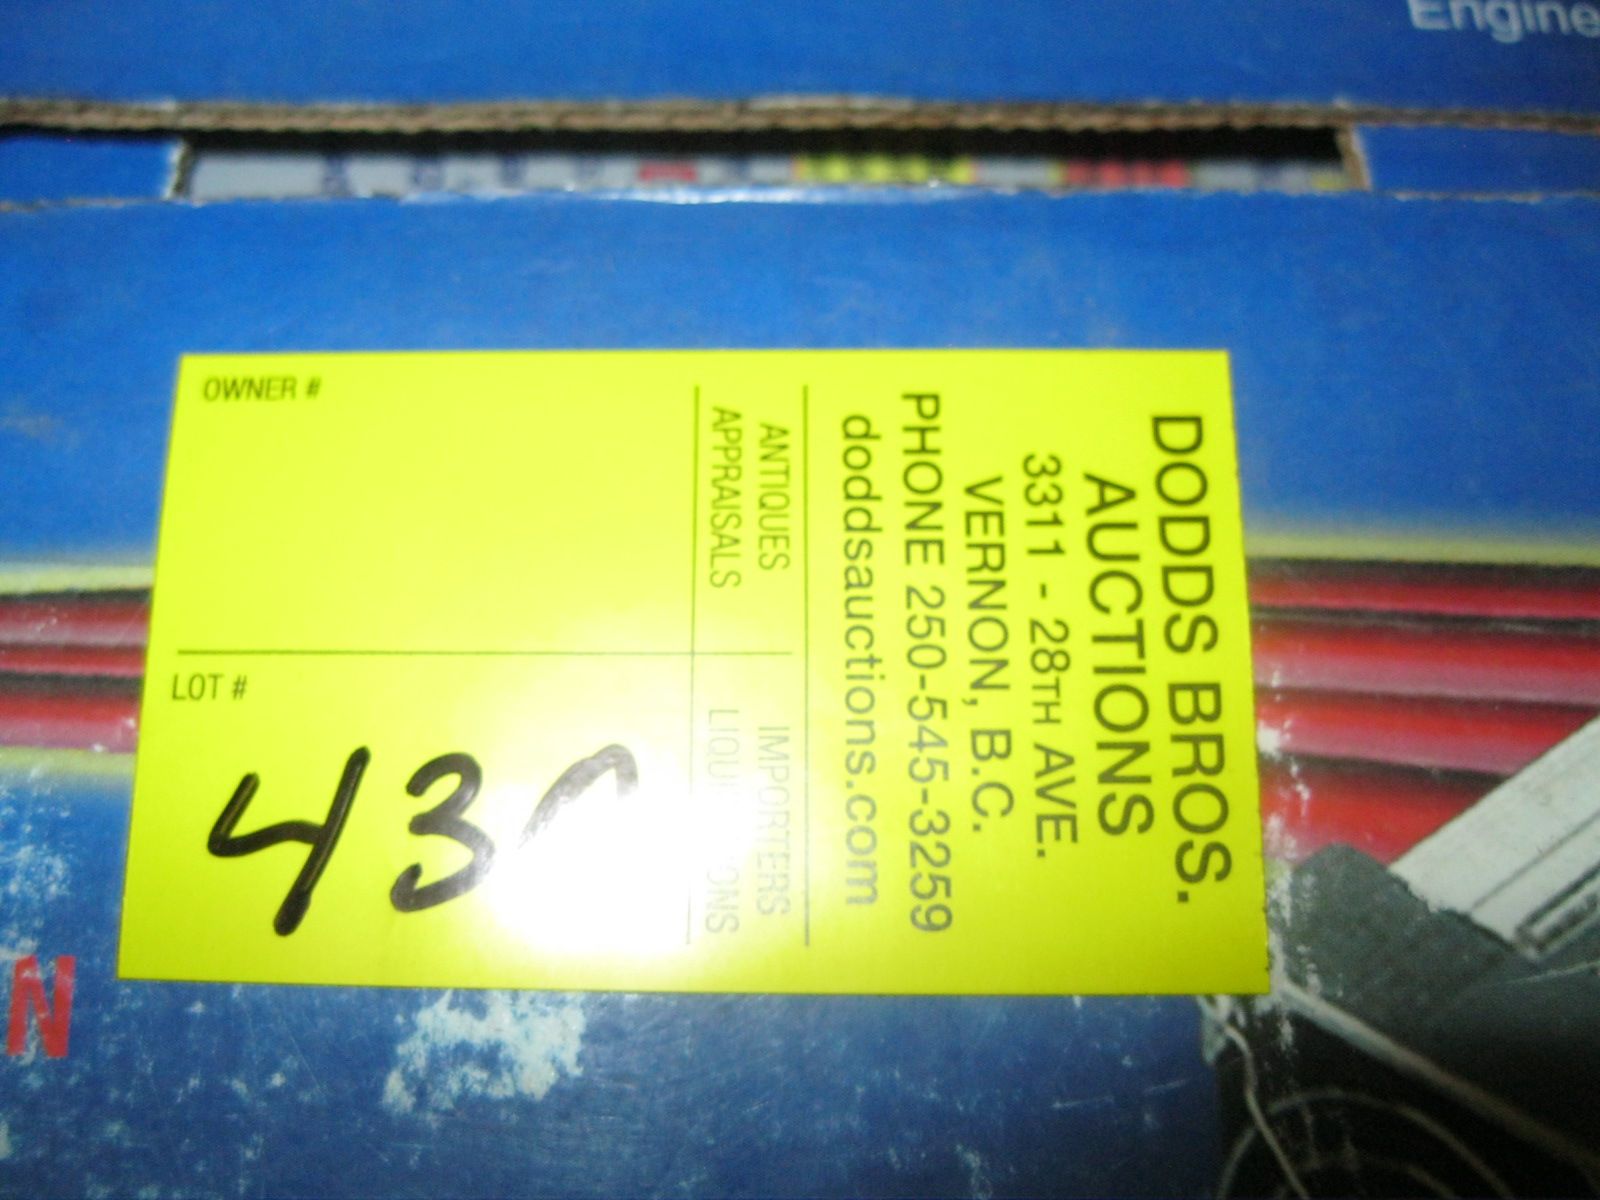 Engine
DODDS BROS.
AUCTIONS
3311 - 28TH AVE.
VERNON, B.C.
PHONE 250-545-3259
doddsauctions.com
ANTIQUES IMPORTERS
APPRAISALS
OWNER #
LOT #
N